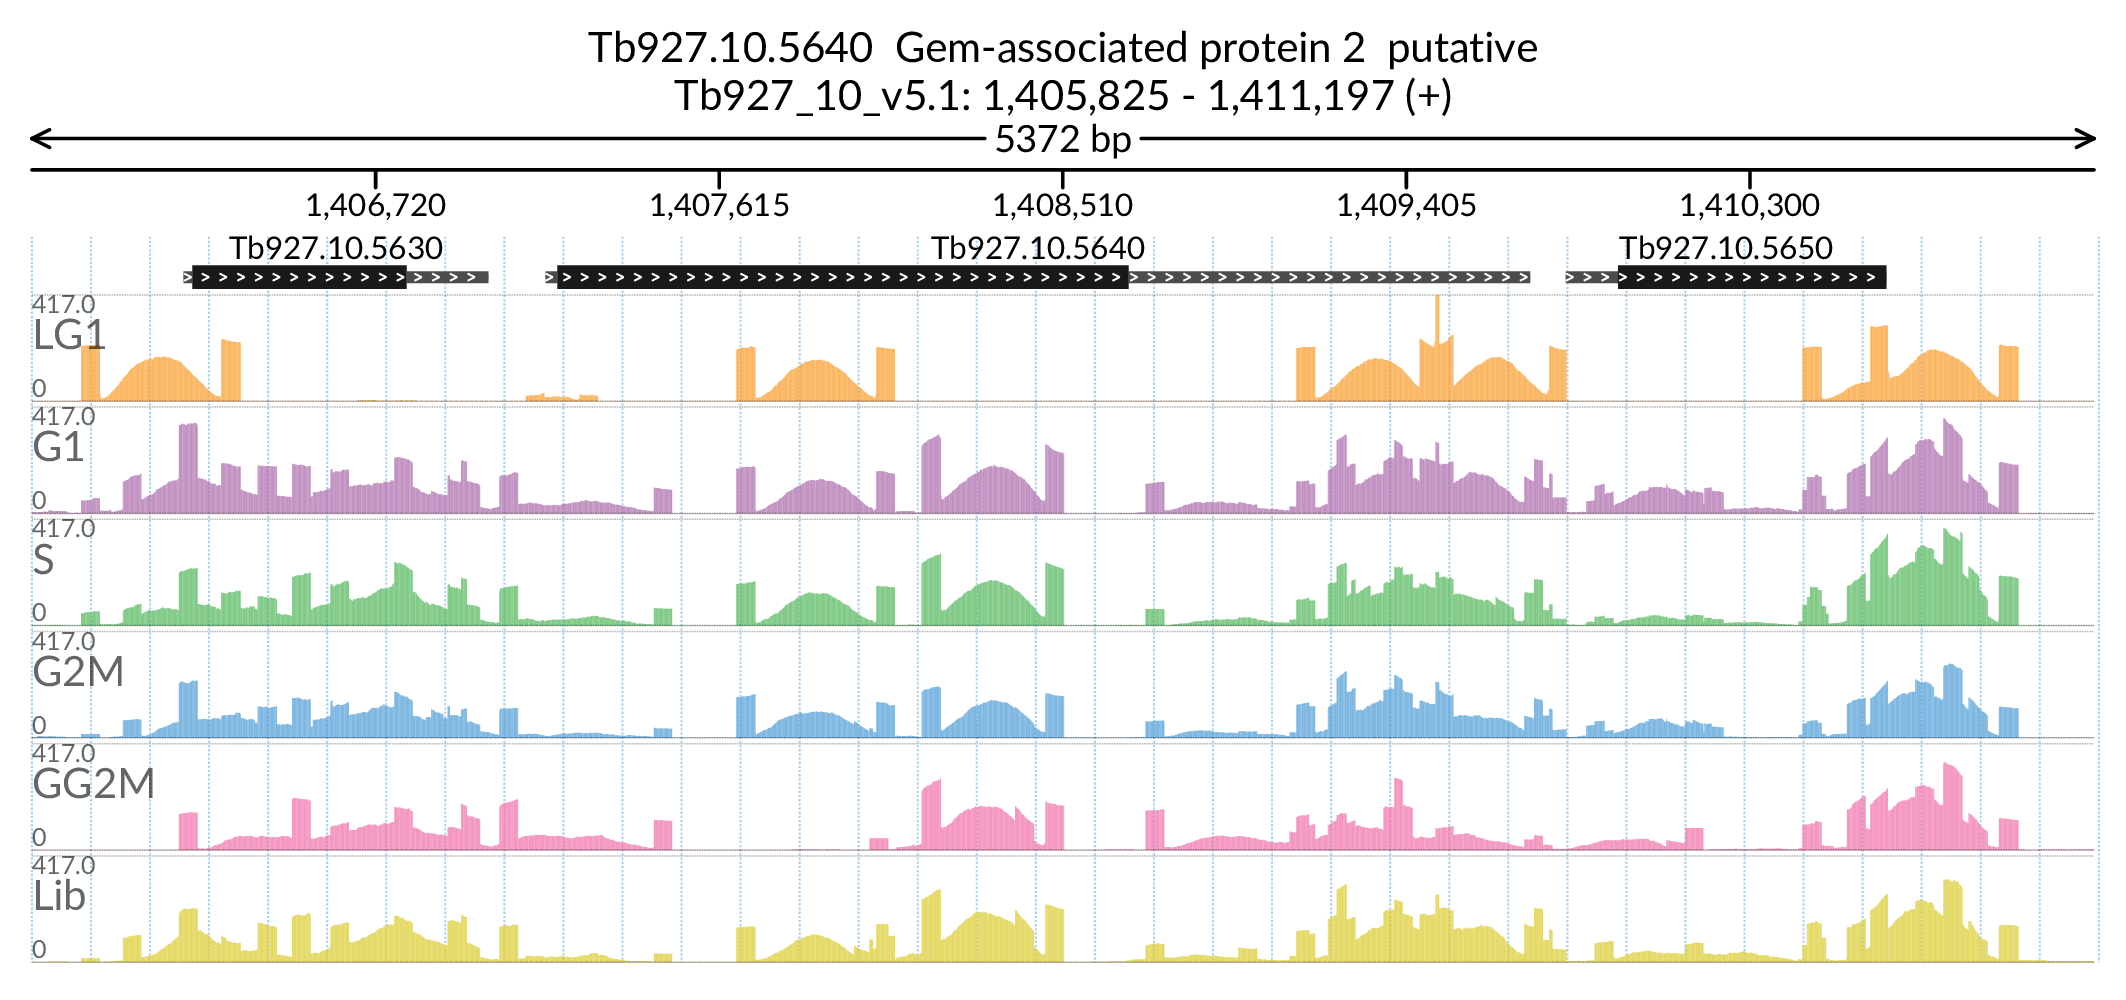 Tb927.10.5640  Gem-associated protein 2  putative
Tb927_10_v5.1: 1,405,825 - 1,411,197 (+)
5372 bp
1,406,720 1,407,615 1,408,510 1,409,405 1,410,300
Tb927.10.5630 Tb927.10.5640 Tb927.10.5650
417.0
LG1
0
417.0
G1
0
417.0
S
0
417.0
G2M
0
417.0
GG2M
0
417.0
Lib
0